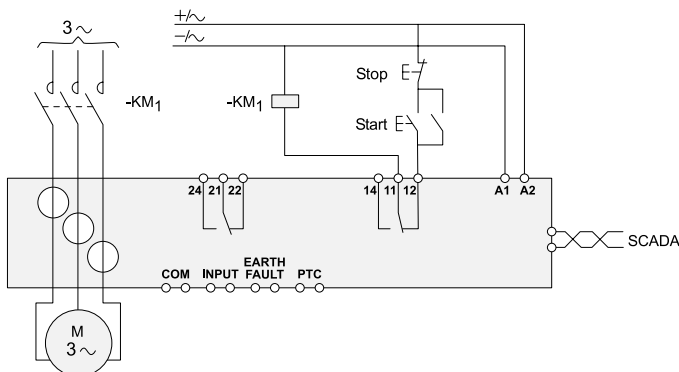 +/∿
3∿
−/∿
Stop
-KM1
-KM1
Start
24 21 22
14 11 12
A1 A2
SCADA
COM INPUT EARTH FAULT PTC
M
3∿